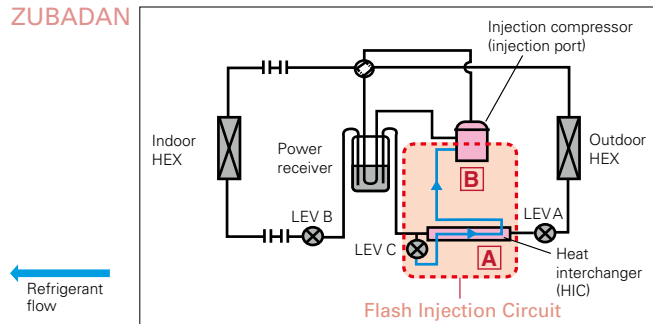 ZUBADAN
Injection compressor
(injection port)
Indoor
HEX
Power
receiver
Outdoor
HEX
B
LEV B
LEV A
LEV C
A
Heat
interchanger
(HIC)
Refrigerant
flow
Flash Injection Circuit